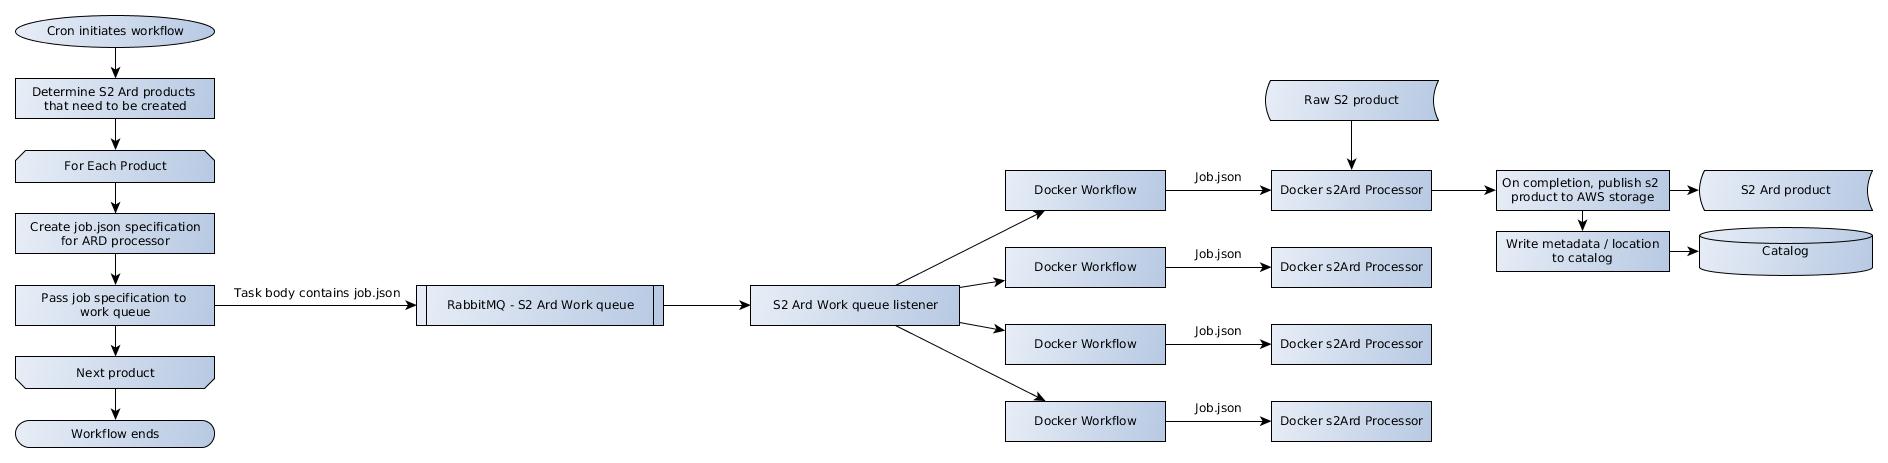 Cron initiates workflow
Determine S2 Ard products
that need to be created
For Each Product
Create job.json specification
for ARD processor
Pass job specification to
work queue
Next product
Workflow ends
Task body contains job.json
RabbitMQ - S2 Ard Work queue
S2 Ard Work queue listener
Docker Workflow
Job.json
Docker s2Ard Processor
Docker Workflow
Job.json
Docker s2Ard Processor
Docker Workflow
Job.json
Docker s2Ard Processor
Docker Workflow
Job.json
Docker s2Ard Processor
Raw S2 product
On completion, publish s2
product to AWS storage
S2 Ard product
Write metadata / location
to catalog
Catalog